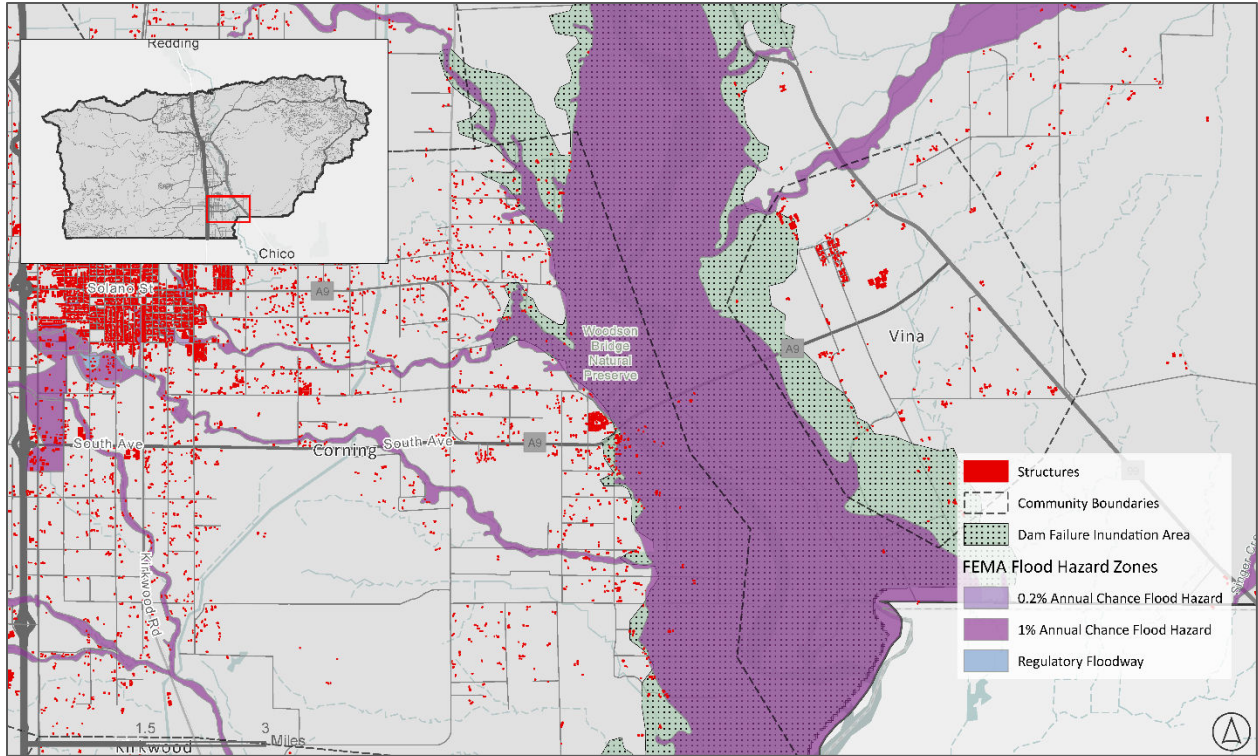 Redding
Chico
Solano St
A9
Woodson
Bridge
Natural
Preserve
A9
Vina
South Ave
Corning
South Ave
A9
Kirkwood Rd
Structures
Community Boundaries
Dam Failure Inundation Area
FEMA Flood Hazard Zones
0.2% Annual Chance Flood Hazard
1% Annual Chance Flood Hazard
Regulatory Floodway
1.5
3
Miles
Kirkwood